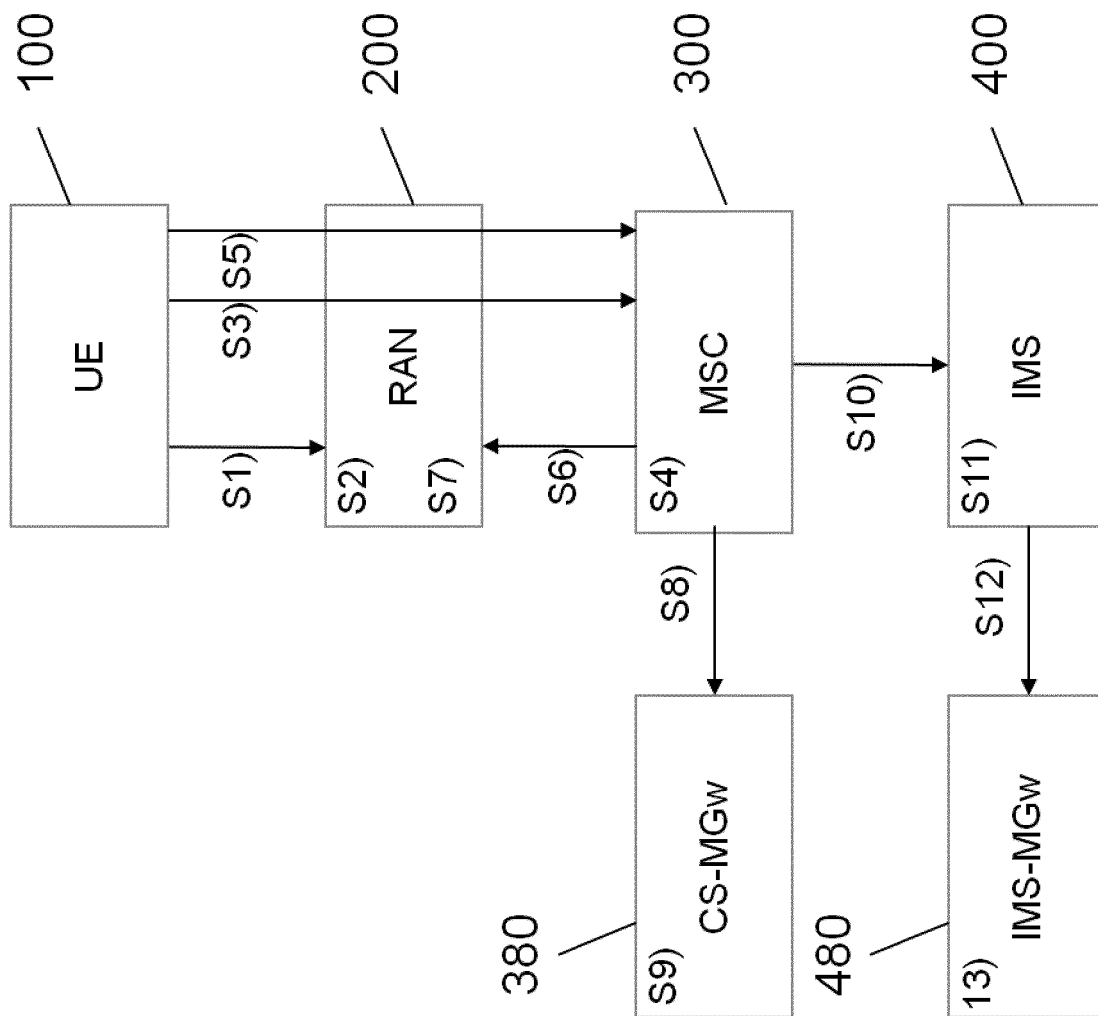 100
200
300
400
UE
RAN
MSC
IMS
S1)
S2)
S3)
S4)
S5)
S6)
S7)
S8)
S9)
S10)
S11)
S12)
13)
CS-MGw
IMS-MGw
380
480